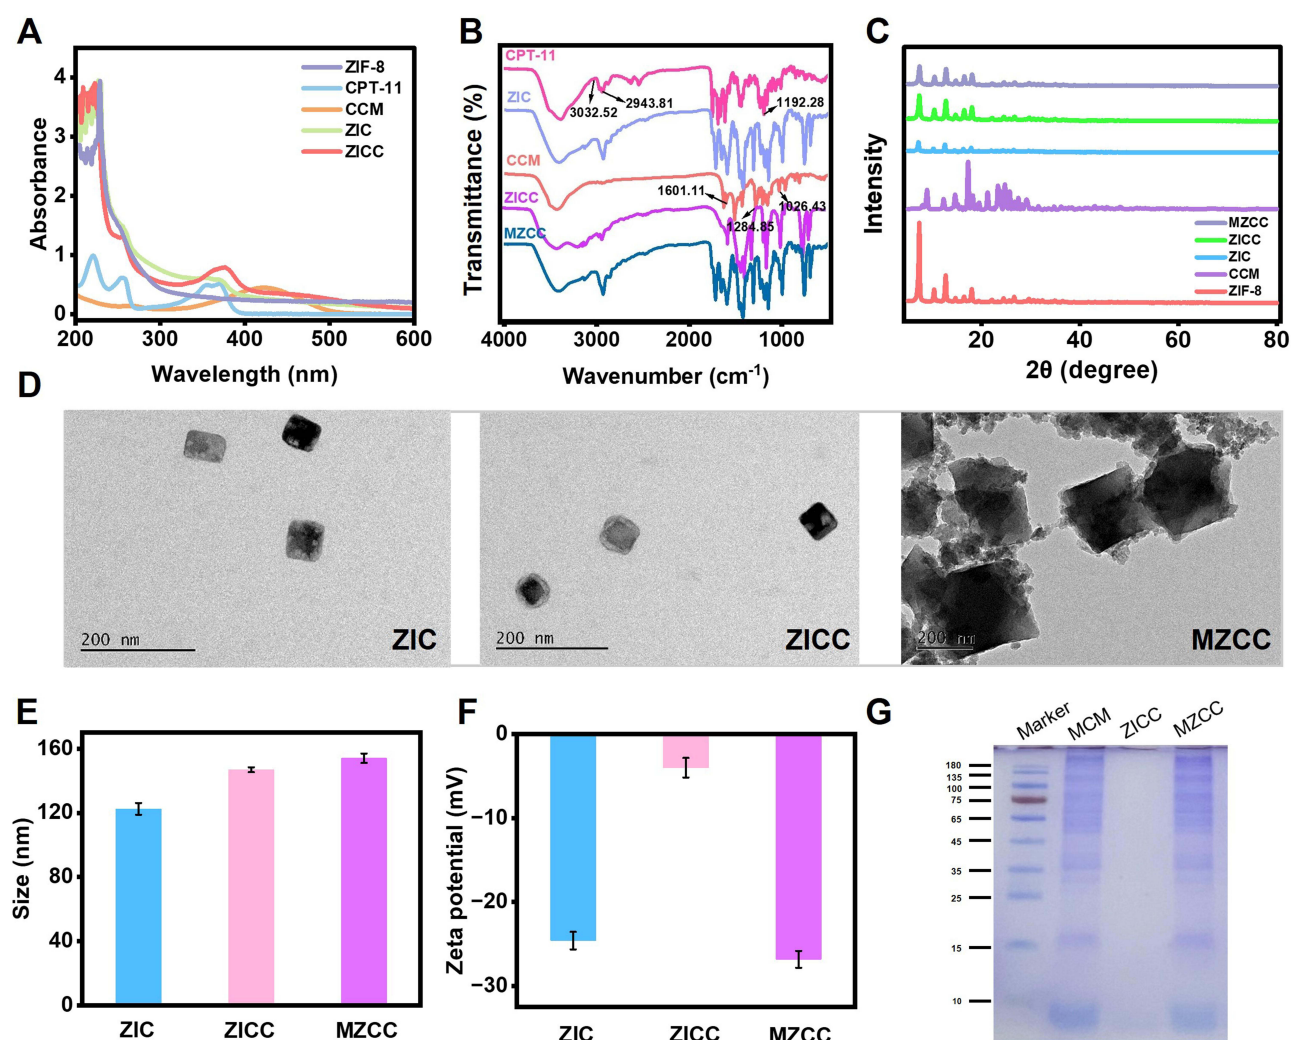 A
Absorbance
4
3
2
1
0
200
300
400
500
600
Wavelength (nm)
ZIF-8
CPT-11
CCM
ZIC
ZICC
B
Transmittance (%)
CPT-11
3032.52
2943.81
1192.28
ZIC
CCM
1601.11
1026.43
ZICC
1284.85
MZCC
4000
3000
2000
1000
Wavenumber (cm⁻¹)
C
Intensity
MZCC
ZICC
ZIC
CCM
ZIF-8
20
40
60
80
2θ (degree)
D
200 nm
ZIC
200 nm
ZICC
200 nm
MZCC
E
Size (nm)
160
120
80
40
0
ZIC
ZICC
MZCC
F
Zeta potential (mV)
0
−10
−20
−30
ZIC
ZICC
MZCC
G
Marker
MCM
ZICC
MZCC
180
135
100
75
65
45
35
25
15
10